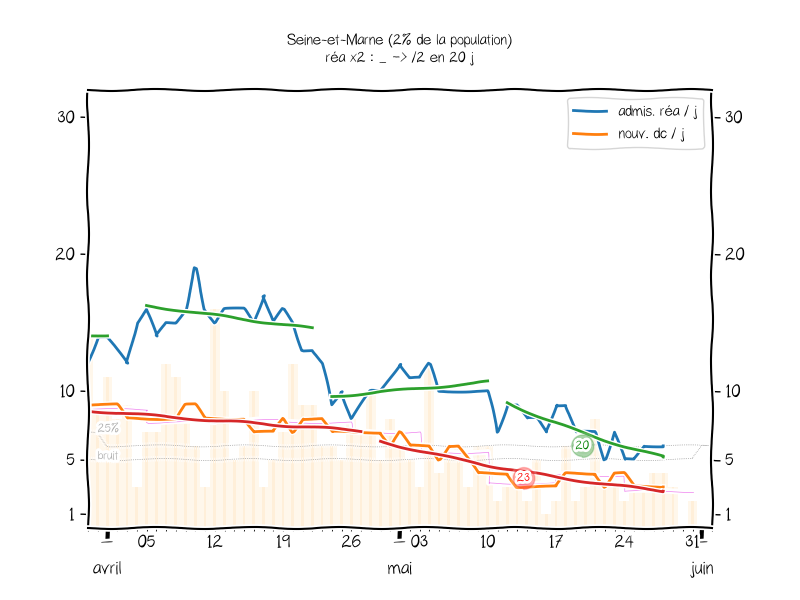 Seine-et-Marne (2% de la population)
réa x2 : _ -> /2 en 20 j
admis. réa / j
nouv. dc / j
30
30
20
20
10
10
25%
20
bruit
5
5
23
1
1
05
12
19
26
03
10
17
24
31
avril
mai
juin